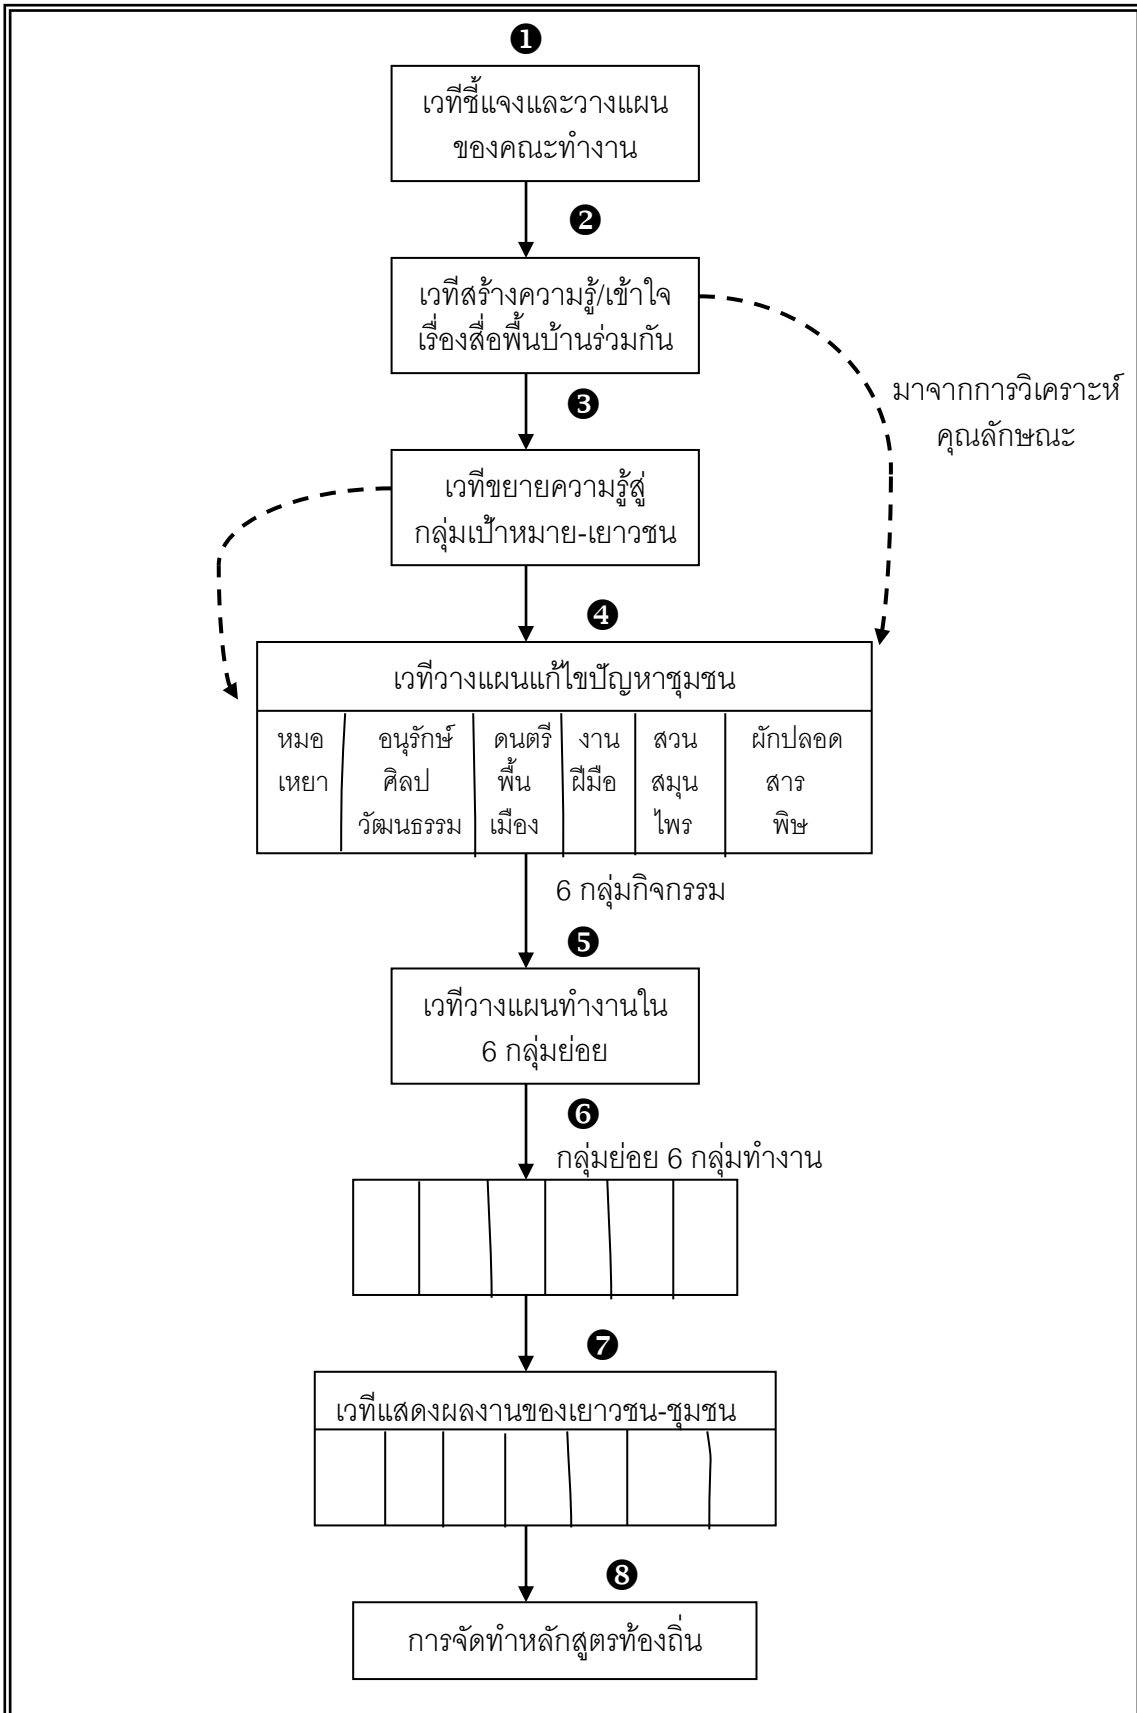 ❶
เวทีชี้แจงและวางแผน
ของคณะทำงาน
❷
เวทีสร้างความรู้/เข้าใจ
เรื่องสื่อพื้นบ้านร่วมกัน
มาจากการวิเคราะห์
คุณลักษณะ
❸
เวทีขยายความรู้สู่
กลุ่มเป้าหมาย-เยาวชน
❹
เวทีวางแผนแก้ไขปัญหาชุมชน
หมอ
เหยา
อนุรักษ์
ศิลป
วัฒนธรรม
ดนตรี
พื้น
เมือง
งาน
ฝีมือ
สวน
สมุน
ไพร
ผักปลอด
สาร
พิษ
6 กลุ่มกิจกรรม
❺
เวทีวางแผนทำงานใน
6 กลุ่มย่อย
❻
กลุ่มย่อย 6 กลุ่มทำงาน
❼
เวทีแสดงผลงานของเยาวชน-ชุมชน
❽
การจัดทำหลักสูตรท้องถิ่น